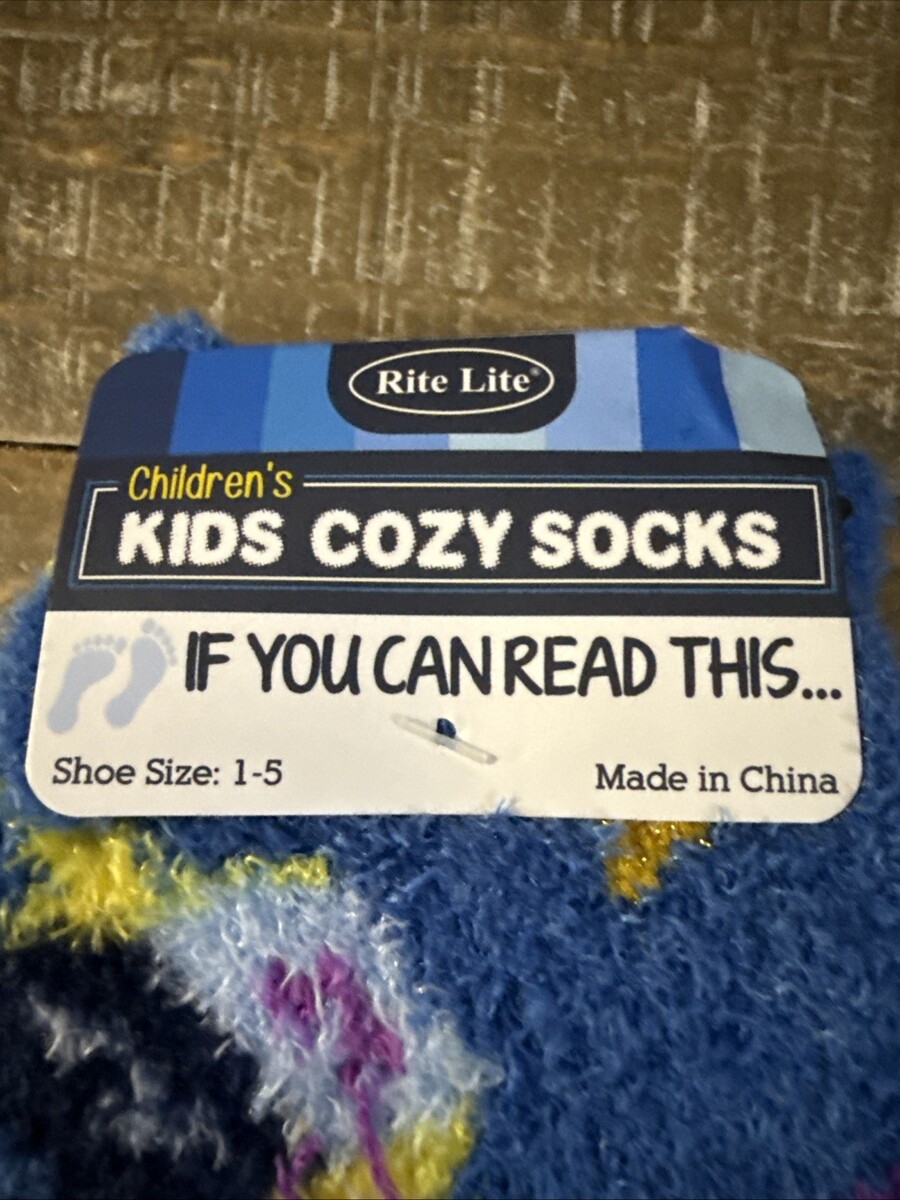 Rite Lite®
Children's
KIDS COZY SOCKS
IF YOU CAN READ THIS...
Shoe Size: 1-5
Made in China